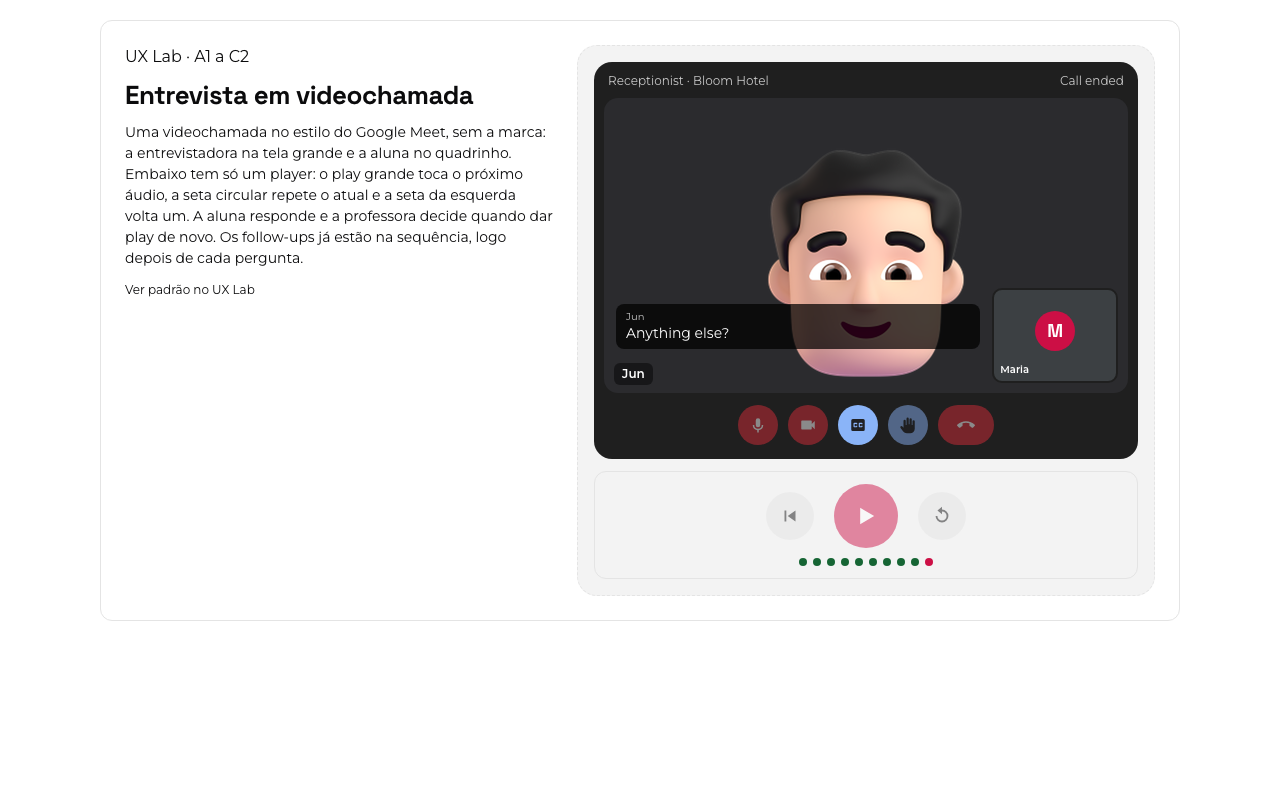 UX Lab · A1 a C2
Entrevista em videochamada
Uma videochamada no estilo do Google Meet, sem a marca:
a entrevistadora na tela grande e a aluna no quadrinho.
Embaixo tem só um player: o play grande toca o próximo
áudio, a seta circular repete o atual e a seta da esquerda
volta um. A aluna responde e a professora decide quando dar
play de novo. Os follow-ups já estão na sequência, logo
depois de cada pergunta.
Ver padrão no UX Lab
Receptionist · Bloom Hotel
Call ended
Jun
Anything else?
Jun
M
Maria
CC